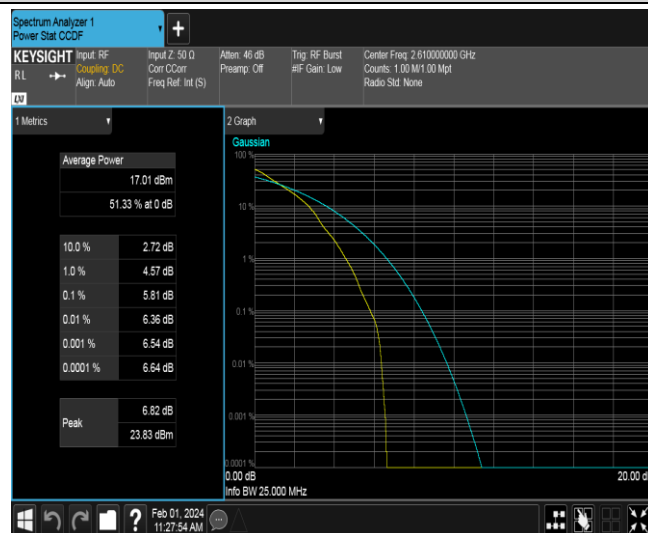 Spectrum Analyzer 1
Power Stat CCDF
+
KEYSIGHT
RL
Input: RF
Coupling: DC
Align: Auto
Input Z: 50 Ω
Corr CCorr
Freq Ref: Int (S)
Atten: 46 dB
Preamp: Off
Trig: RF Burst
#IF Gain: Low
Center Freq: 2.610000000 GHz
Counts: 1.00 M/1.00 Mpt
Radio Std: None
LXI
1 Metrics
Average Power
17.01 dBm
51.33 % at 0 dB
10.0 % 2.72 dB
1.0 % 4.57 dB
0.1 % 5.81 dB
0.01 % 6.36 dB
0.001 % 6.54 dB
0.0001 % 6.64 dB
Peak
6.82 dB
23.83 dBm
2 Graph
Gaussian
100 %
10 %
1 %
0.1 %
0.01 %
0.001 %
0.0001 %
0.00 dB
20.00 d
Info BW 25.000 MHz
?
Feb 01, 2024
11:27:54 AM